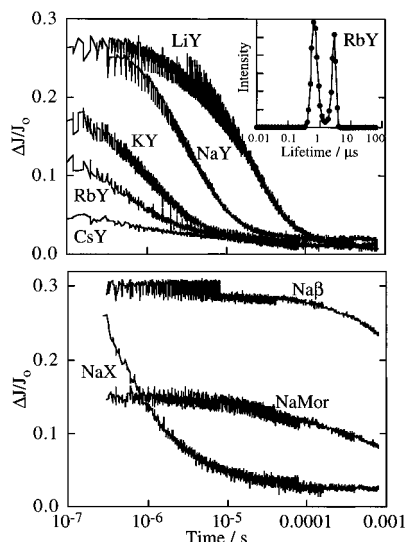 0.3
0.2
0.1
0.0
ΔJ/J₀
LiY
NaY
KY
RbY
CsY
RbY
Intensity
0.01 0.1 1 10 100
Lifetime / μs
0.3
0.2
0.1
0.0
ΔJ/J₀
Naβ
NaX
NaMor
10⁻⁷ 10⁻⁶ 10⁻⁵ 0.0001 0.001
Time / s